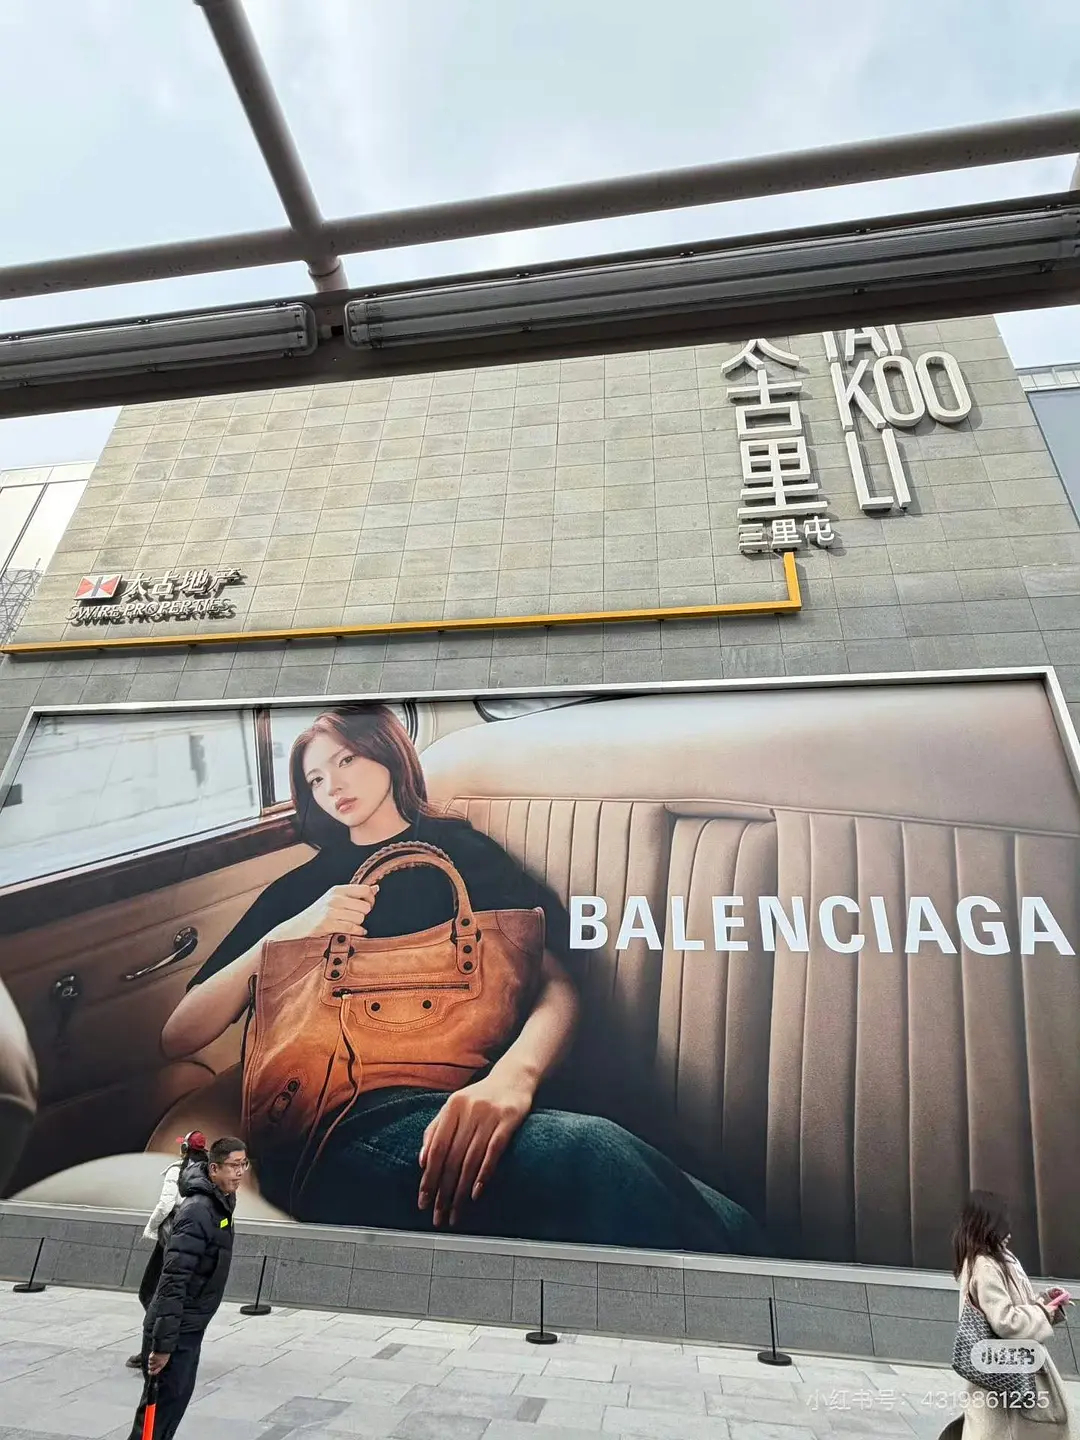 太古里
三里屯
TAI
KOO
LI
太古地产
SWIRE PROPERTIES
BALENCIAGA
小红书
小红书号：4319861235